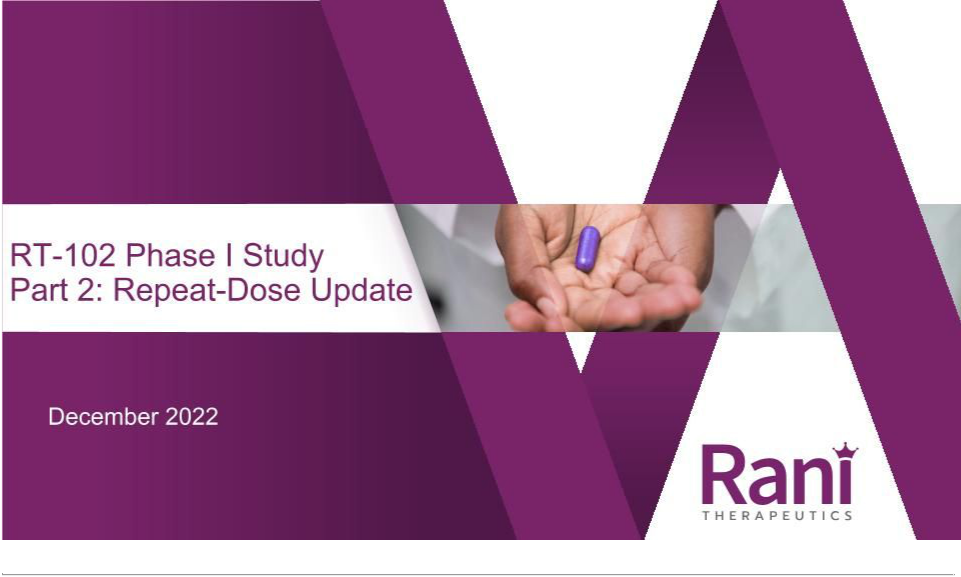 RT-102 Phase I Study
Part 2: Repeat-Dose Update
December 2022
Rani
THERAPEUTICS